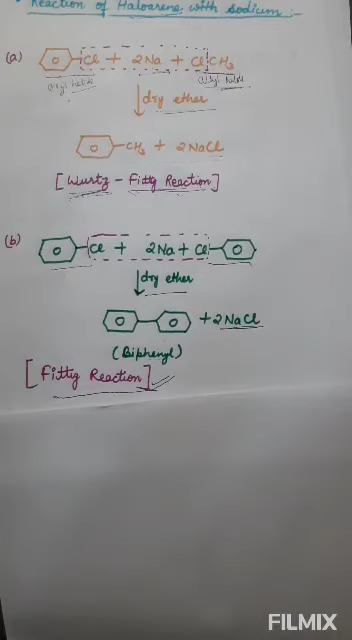 • Reaction of Haloarene with sodium :-
(a) Cl + 2Na + Cl CH3
aryl halide alkyl halide
dry ether
CH3 + 2NaCl
[Wurtz - Fittig Reaction]
(b) Cl + 2Na + Cl
dry ether
+ 2NaCl
(Biphenyl)
[Fittig Reaction]
FILMIX